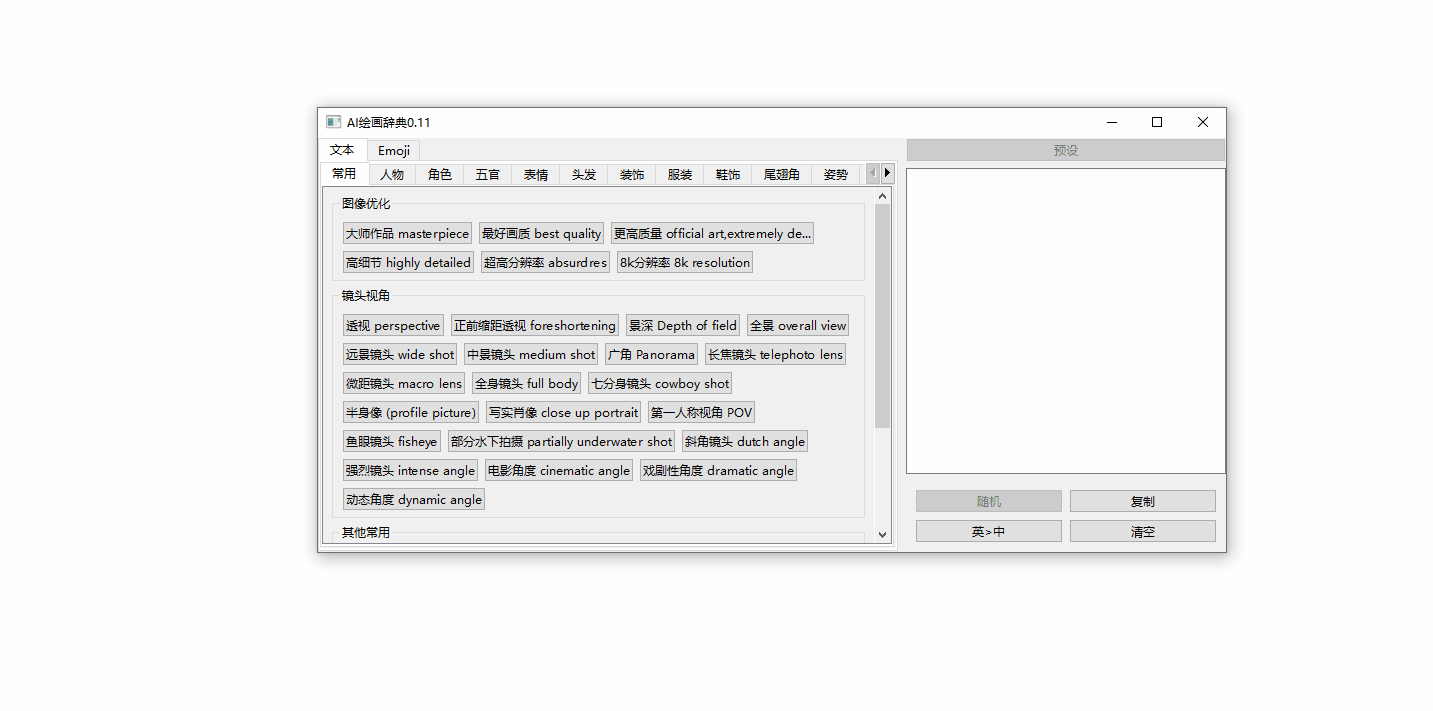 AI绘画辞典0.11
文本 Emoji
预设
常用 人物 角色 五官 表情 头发 装饰 服装 鞋饰 尾翅角 姿势
图像优化
大师作品 masterpiece 最好画质 best quality 更高质量 official art,extremely de...
高细节 highly detailed 超高分辨率 absurdres 8k分辨率 8k resolution
镜头视角
透视 perspective 正前缩距透视 foreshortening 景深 Depth of field 全景 overall view
远景镜头 wide shot 中景镜头 medium shot 广角 Panorama 长焦镜头 telephoto lens
微距镜头 macro lens 全身镜头 full body 七分身镜头 cowboy shot
半身像 (profile picture) 写实肖像 close up portrait 第一人称视角 POV
鱼眼镜头 fisheye 部分水下拍摄 partially underwater shot 斜角镜头 dutch angle
强烈镜头 intense angle 电影角度 cinematic angle 戏剧性角度 dramatic angle
动态角度 dynamic angle
其他常用
随机 复制
英>中 清空